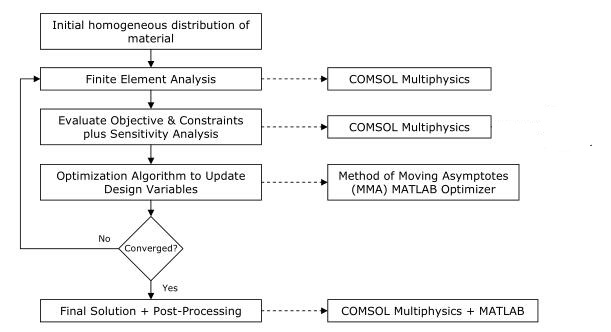 Initial homogeneous distribution of
material
Finite Element Analysis
COMSOL Multiphysics
Evaluate Objective & Constraints
plus Sensitivity Analysis
COMSOL Multiphysics
Optimization Algorithm to Update
Design Variables
Method of Moving Asymptotes
(MMA) MATLAB Optimizer
No
Converged?
Yes
Final Solution + Post-Processing
COMSOL Multiphysics + MATLAB